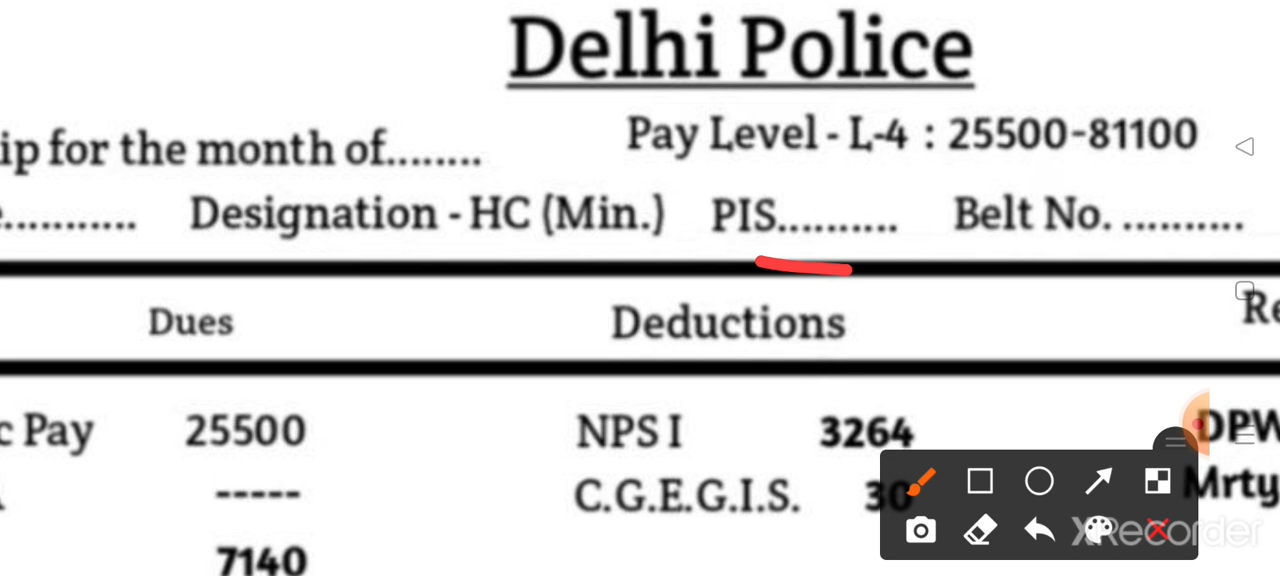 Delhi Police
ip for the month of........ Pay Level - L-4 : 25500-81100
e........... Designation - HC (Min.) PIS.......... Belt No. ..........
Dues Deductions Re
c Pay 25500 NPS I 3264 DPW
----- C.G.E.G.I.S. 30 Mrty
7140
XRecorder